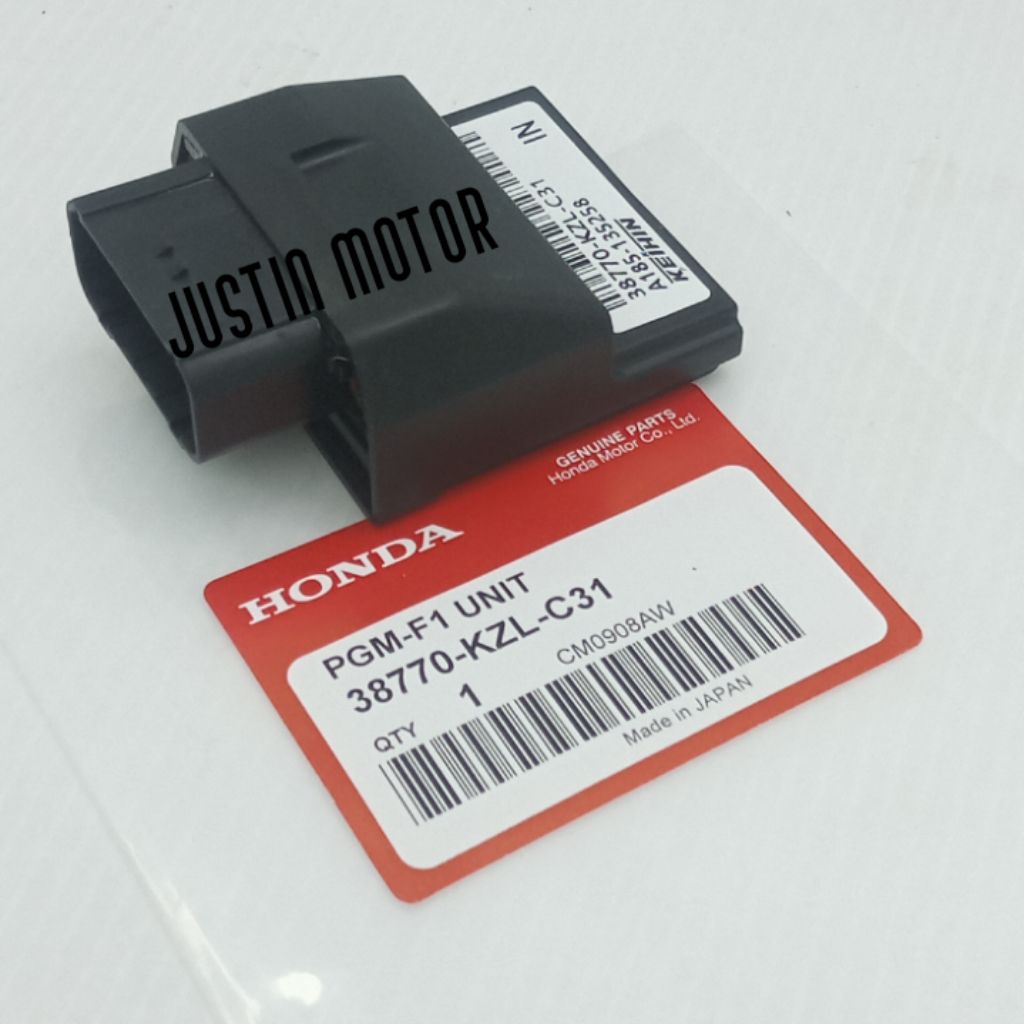 JUSTIN MOTOR
IN
38770-KZL-C31
A185-135258
KEIHIN
GENUINE PARTS
Honda Motor Co., Ltd.
HONDA
PGM-F1 UNIT
38770-KZL-C31
QTY 1
CM0908AW
Made in JAPAN